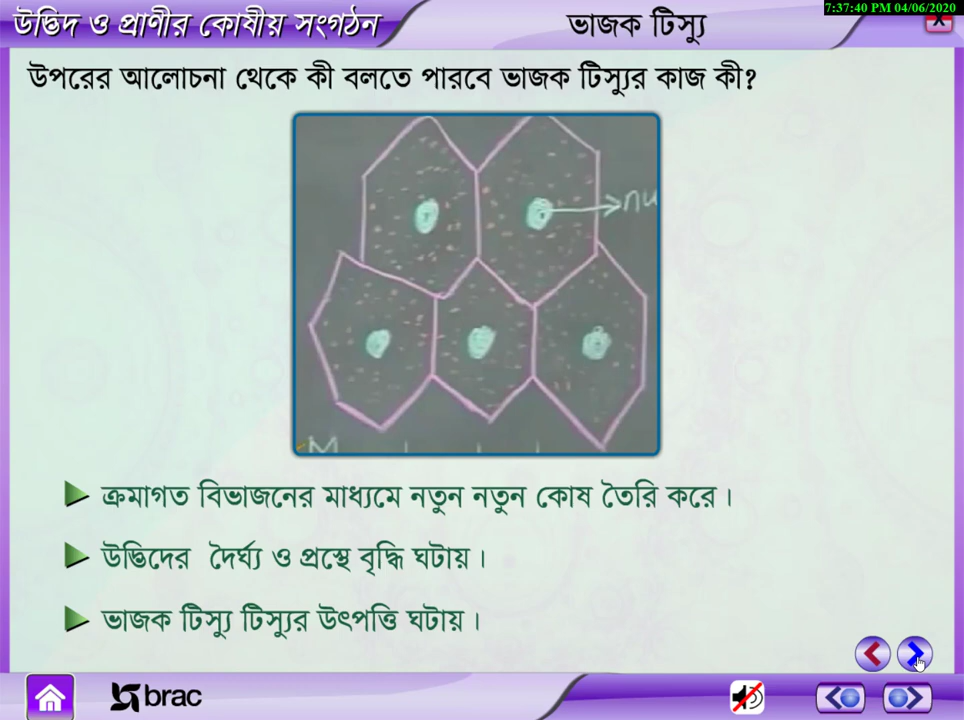 7:37:40 PM 04/06/2020
উদ্ভিদ ও প্রাণীর কোষীয় সংগঠন
ভাজক টিস্যু
উপরের আলোচনা থেকে কী বলতে পারবে ভাজক টিস্যুর কাজ কী?
nu
M
ক্রমাগত বিভাজনের মাধ্যমে নতুন নতুন কোষ তৈরি করে।
উদ্ভিদের দৈর্ঘ্য ও প্রস্থে বৃদ্ধি ঘটায়।
ভাজক টিস্যু টিস্যুর উৎপত্তি ঘটায়।
brac